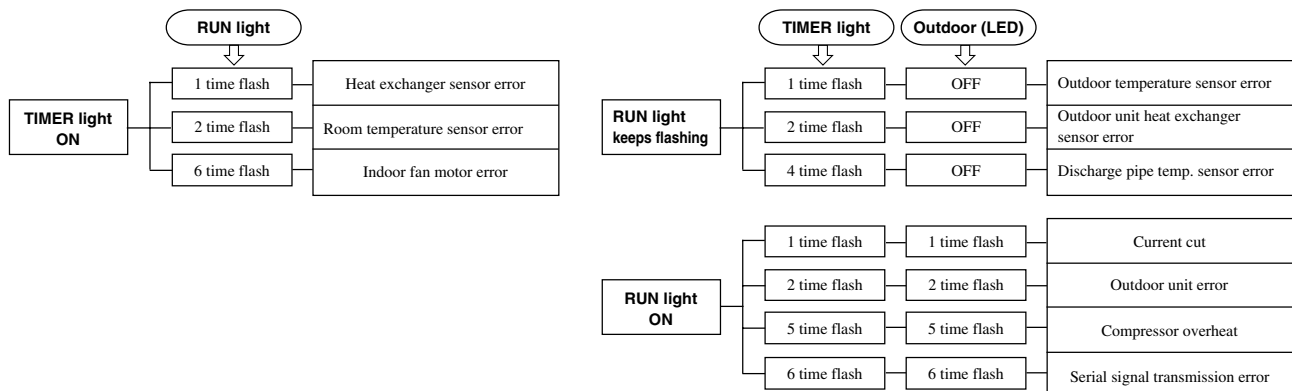 RUN light
1 time flash
Heat exchanger sensor error
TIMER light
ON
2 time flash
Room temperature sensor error
6 time flash
Indoor fan motor error
TIMER light
Outdoor (LED)
1 time flash
OFF
Outdoor temperature sensor error
RUN light
keeps flashing
2 time flash
OFF
Outdoor unit heat exchanger
sensor error
4 time flash
OFF
Discharge pipe temp. sensor error
RUN light
ON
1 time flash
1 time flash
Current cut
2 time flash
2 time flash
Outdoor unit error
5 time flash
5 time flash
Compressor overheat
6 time flash
6 time flash
Serial signal transmission error